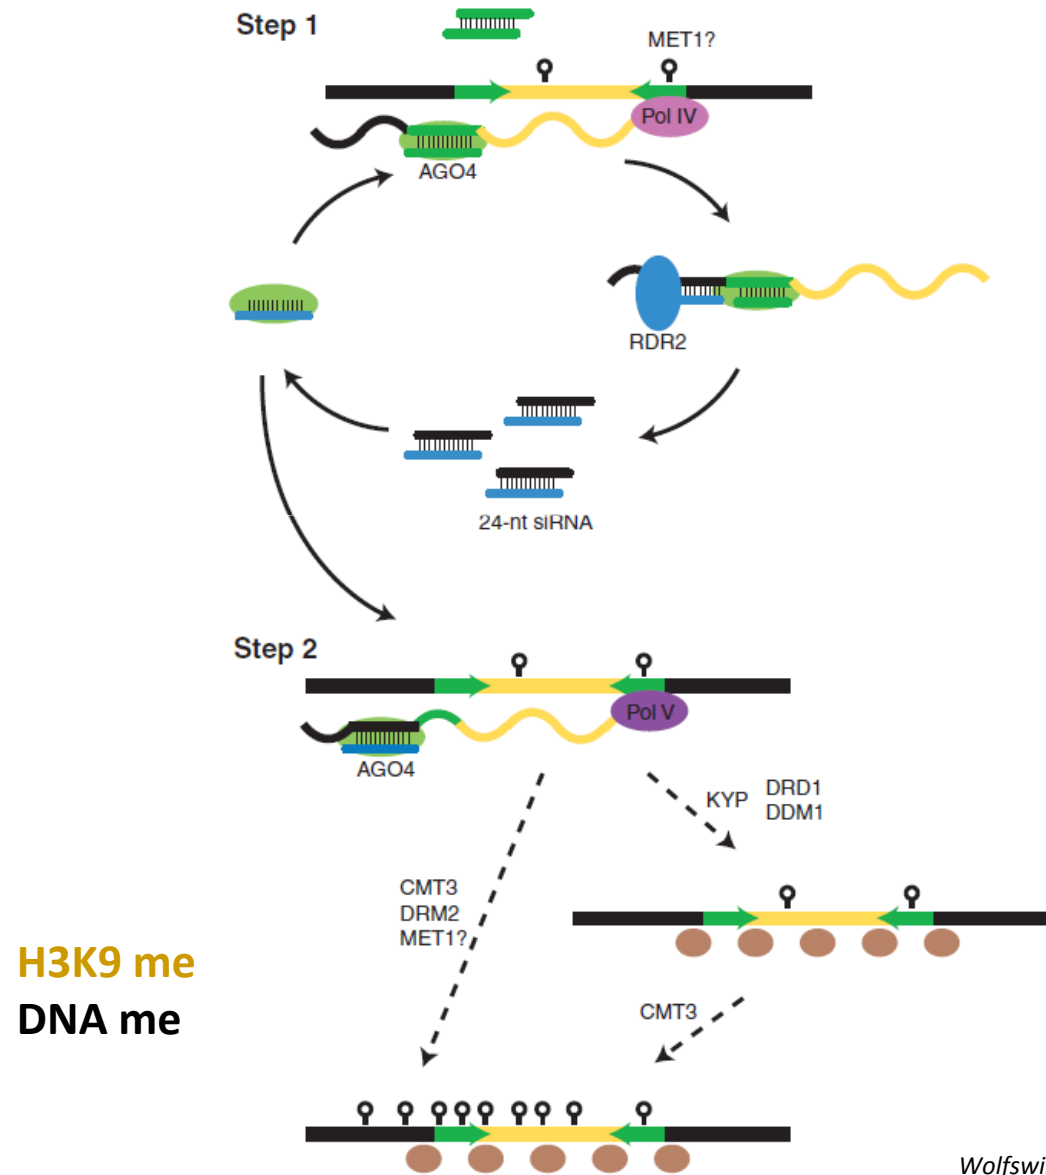 Step 1
MET1?
Pol IV
AGO4
RDR2
24-nt siRNA
Step 2
Pol V
AGO4
KYP
DRD1
DDM1
CMT3
DRM2
MET1?
H3K9 me
DNA me
CMT3
Wolfswi